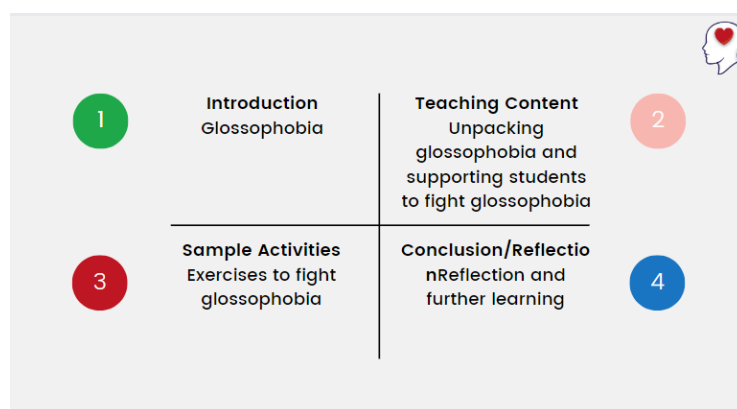 1
Introduction
Glossophobia
Teaching Content
Unpacking
glossophobia and
supporting students
to fight glossophobia
2
3
Sample Activities
Exercises to fight
glossophobia
Conclusion/Reflectio
nReflection and
further learning
4